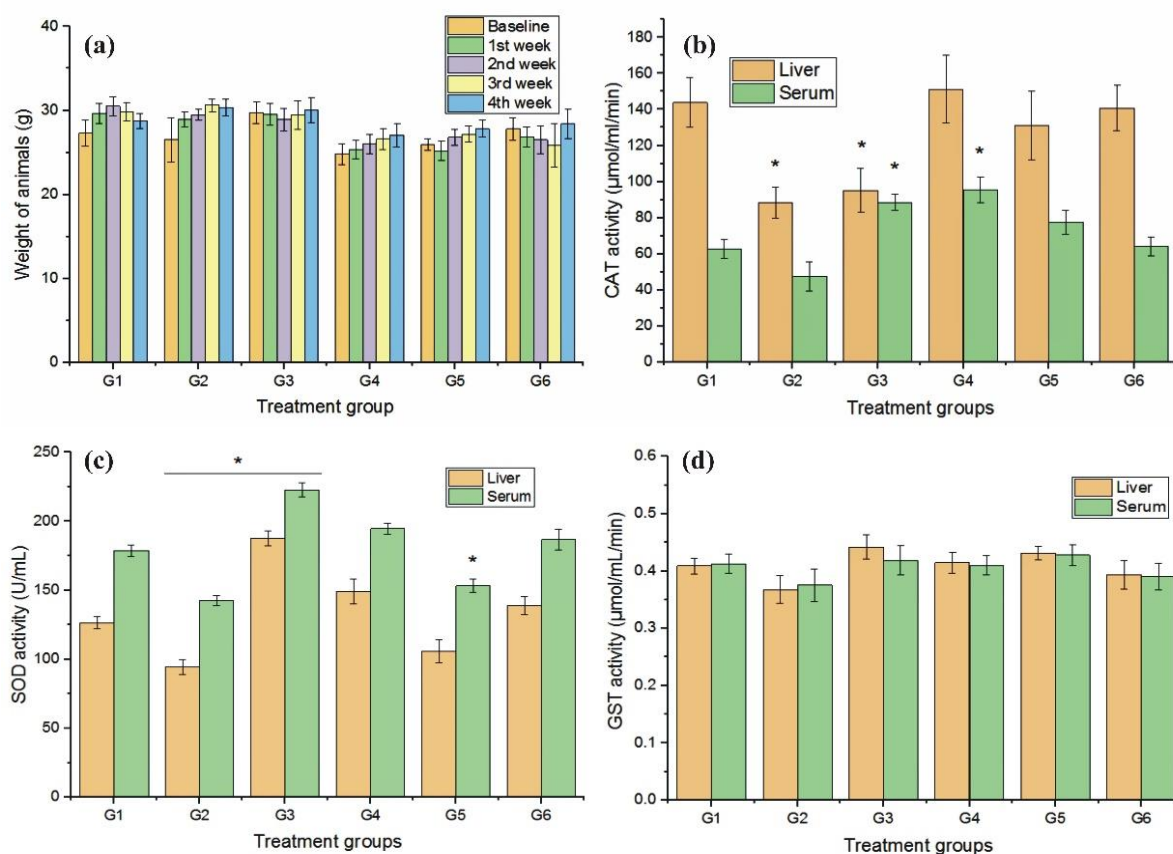 (a)
Baseline
1st week
2nd week
3rd week
4th week
Weight of animals (g)
40
30
20
10
0
G1 G2 G3 G4 G5 G6
Treatment group
(b)
Liver
Serum
CAT activity (μmol/ml/min)
180
160
140
120
100
80
60
40
20
0
* * * *
G1 G2 G3 G4 G5 G6
Treatment groups
(c)
Liver
Serum
SOD activity (U/mL)
250
200
150
100
50
0
* *
G1 G2 G3 G4 G5 G6
Treatment groups
(d)
Liver
Serum
GST activity (μmol/mL/min)
0.6
0.5
0.4
0.3
0.2
0.1
0.0
G1 G2 G3 G4 G5 G6
Treatment groups